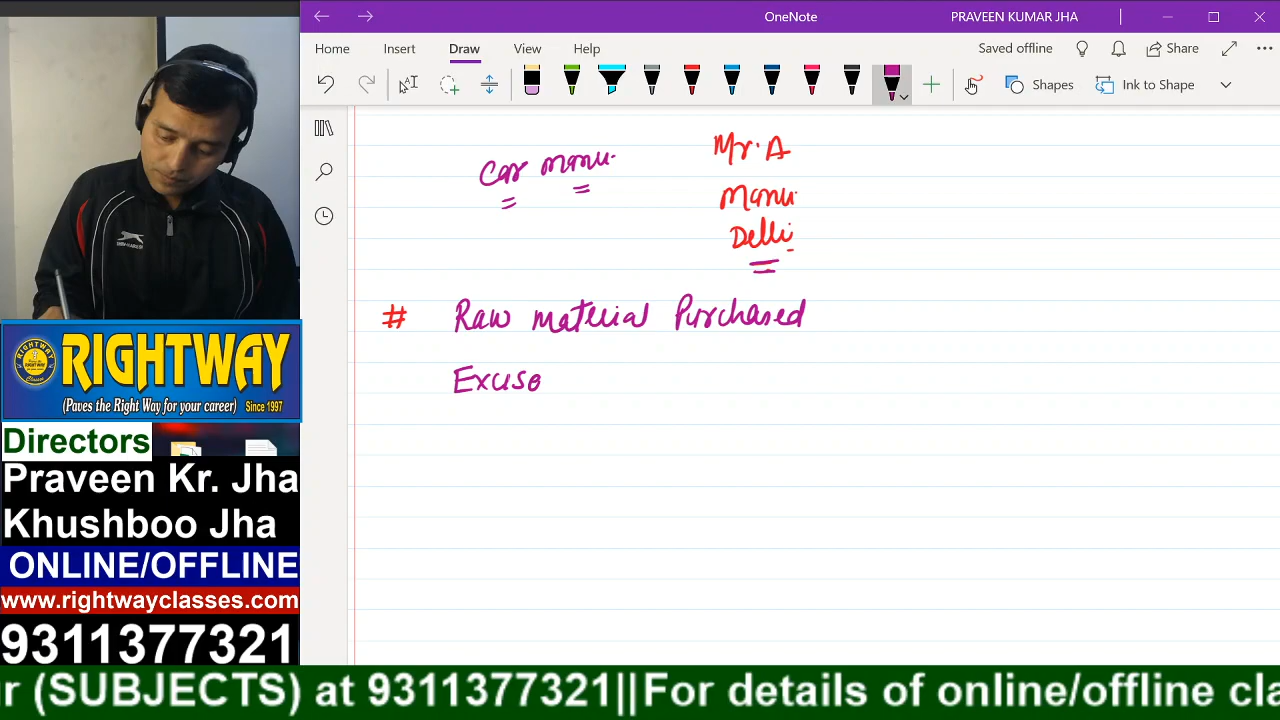 OneNote
PRAVEEN KUMAR JHA
Home Insert Draw View Help
Saved offline
Share
Shapes
Ink to Shape
Car manu.
Mr. A
Manu.
Delhi
# Raw material Purchased
Excuse
RIGHTWAY
(Paves the Right Way for your career) Since 1997
Directors
Praveen Kr. Jha
Khushboo Jha
ONLINE/OFFLINE
www.rightwayclasses.com
9311377321
ur (SUBJECTS) at 9311377321||For details of online/offline cla